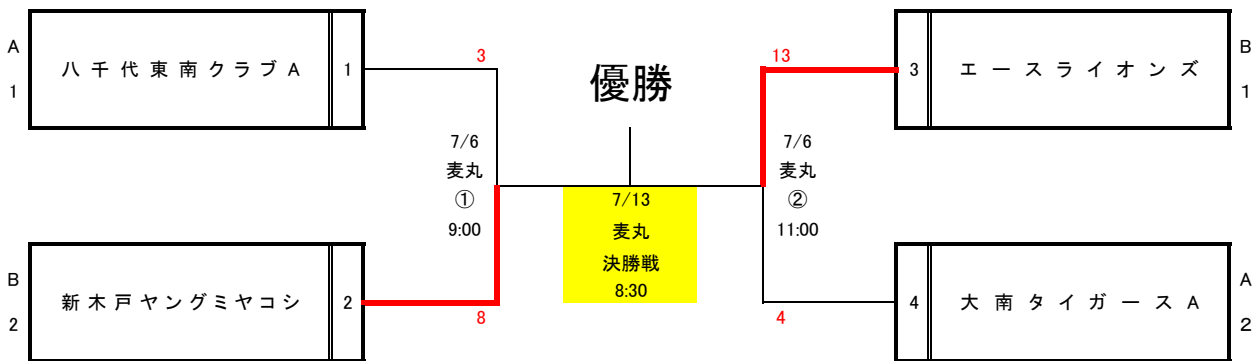 A
1
八千代東南クラブA
1
3
優勝
13
3
エースライオンズ
B
1
7/6
麦丸
①
9:00
7/6
麦丸
②
11:00
7/13
麦丸
決勝戦
8:30
B
2
新木戸ヤングミヤコシ
2
8
4
4
大南タイガースA
A
2